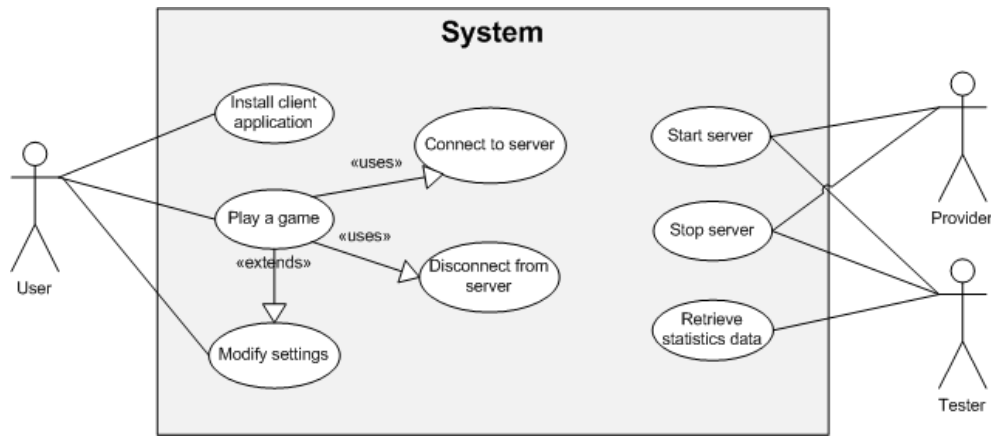 System
Install client
application
Connect to server
«uses»
Play a game
«uses»
«extends»
Disconnect from
server
Modify settings
Start server
Stop server
Retrieve
statistics data
User
Provider
Tester